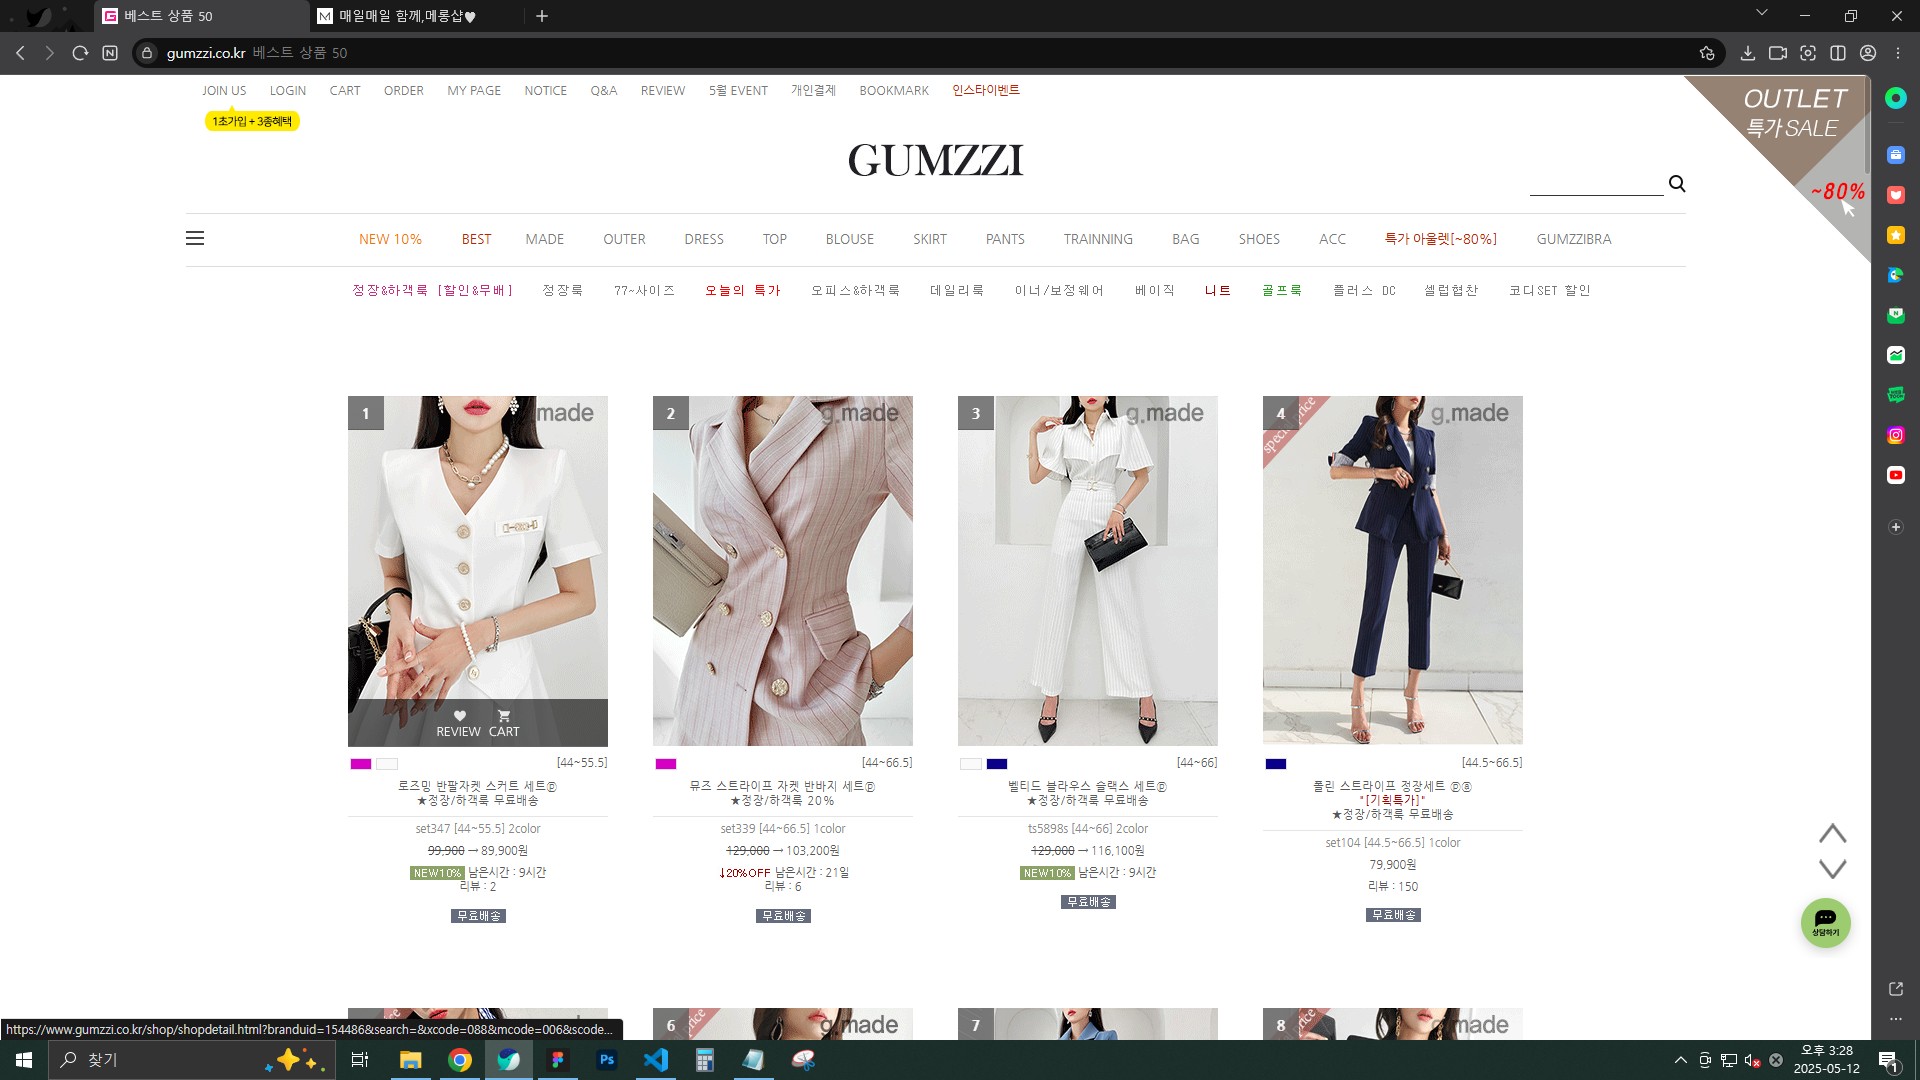 베스트 상품 50
매일매일 함께,메롱샵♥
gumzzi.co.kr 베스트 상품 50
JOIN US LOGIN CART ORDER MY PAGE NOTICE Q&A REVIEW 5월 EVENT 개인결제 BOOKMARK 인스타이벤트
1초가입 + 3종혜택
OUTLET
특가 SALE
~80%
GUMZZI
NEW 10% BEST MADE OUTER DRESS TOP BLOUSE SKIRT PANTS TRAINNING BAG SHOES ACC 특가 아울렛[~80%] GUMZZIBRA
정장&하객룩 [할인&무배] 정장룩 77~사이즈 오늘의 특가 오피스&하객룩 데일리룩 이너/보정웨어 베이직 니트 골프룩 플러스 DC 셀럽협찬 코디SET 할인
1 made
2 g.made
3 g.made
4 special price g.made
REVIEW CART
[44~55.5]
로즈밍 반팔자켓 스커트 세트ⓟ
★정장/하객룩 무료배송
set347 [44~55.5] 2color
99,900 → 89,900원
NEW10% 남은시간 : 9시간
리뷰 : 2
무료배송
[44~66.5]
뮤즈 스트라이프 자켓 반바지 세트ⓟ
★정장/하객룩 20%
set339 [44~66.5] 1color
129,000 → 103,200원
↓20%OFF 남은시간 : 21일
리뷰 : 6
무료배송
[44~66]
벨티드 블라우스 슬랙스 세트ⓟ
★정장/하객룩 무료배송
ts5898s [44~66] 2color
129,000 → 116,100원
NEW10% 남은시간 : 9시간
무료배송
[44.5~66.5]
폴린 스트라이프 정장세트 ⓟⓐ
"[기획특가]"
★정장/하객룩 무료배송
set104 [44.5~66.5] 1color
79,900원
리뷰 : 150
무료배송
상담하기
6 g.made
7
8 made
https://www.gumzzi.co.kr/shop/shopdetail.html?branduid=154486&search=&xcode=088&mcode=006&scode...
찾기
Ps
오후 3:28
2025-05-12
1